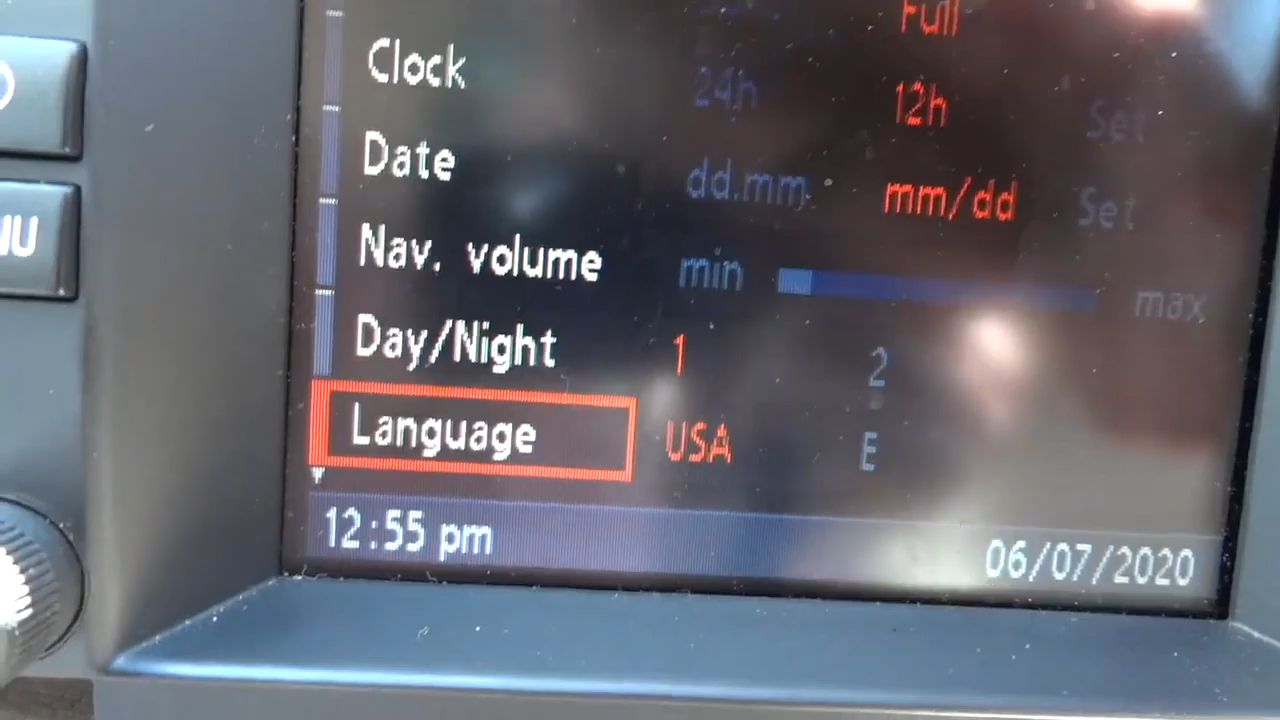 Full
Clock 24h 12h Set
Date dd.mm mm/dd Set
Nav. volume min max
Day/Night 1 2
Language USA E
12:55 pm 06/07/2020
NU